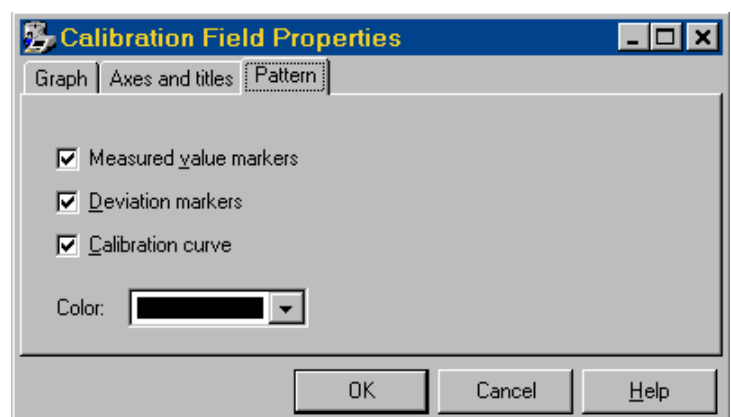 Calibration Field Properties
Graph Axes and titles Pattern
Measured value markers
Deviation markers
Calibration curve
Color:
OK Cancel Help